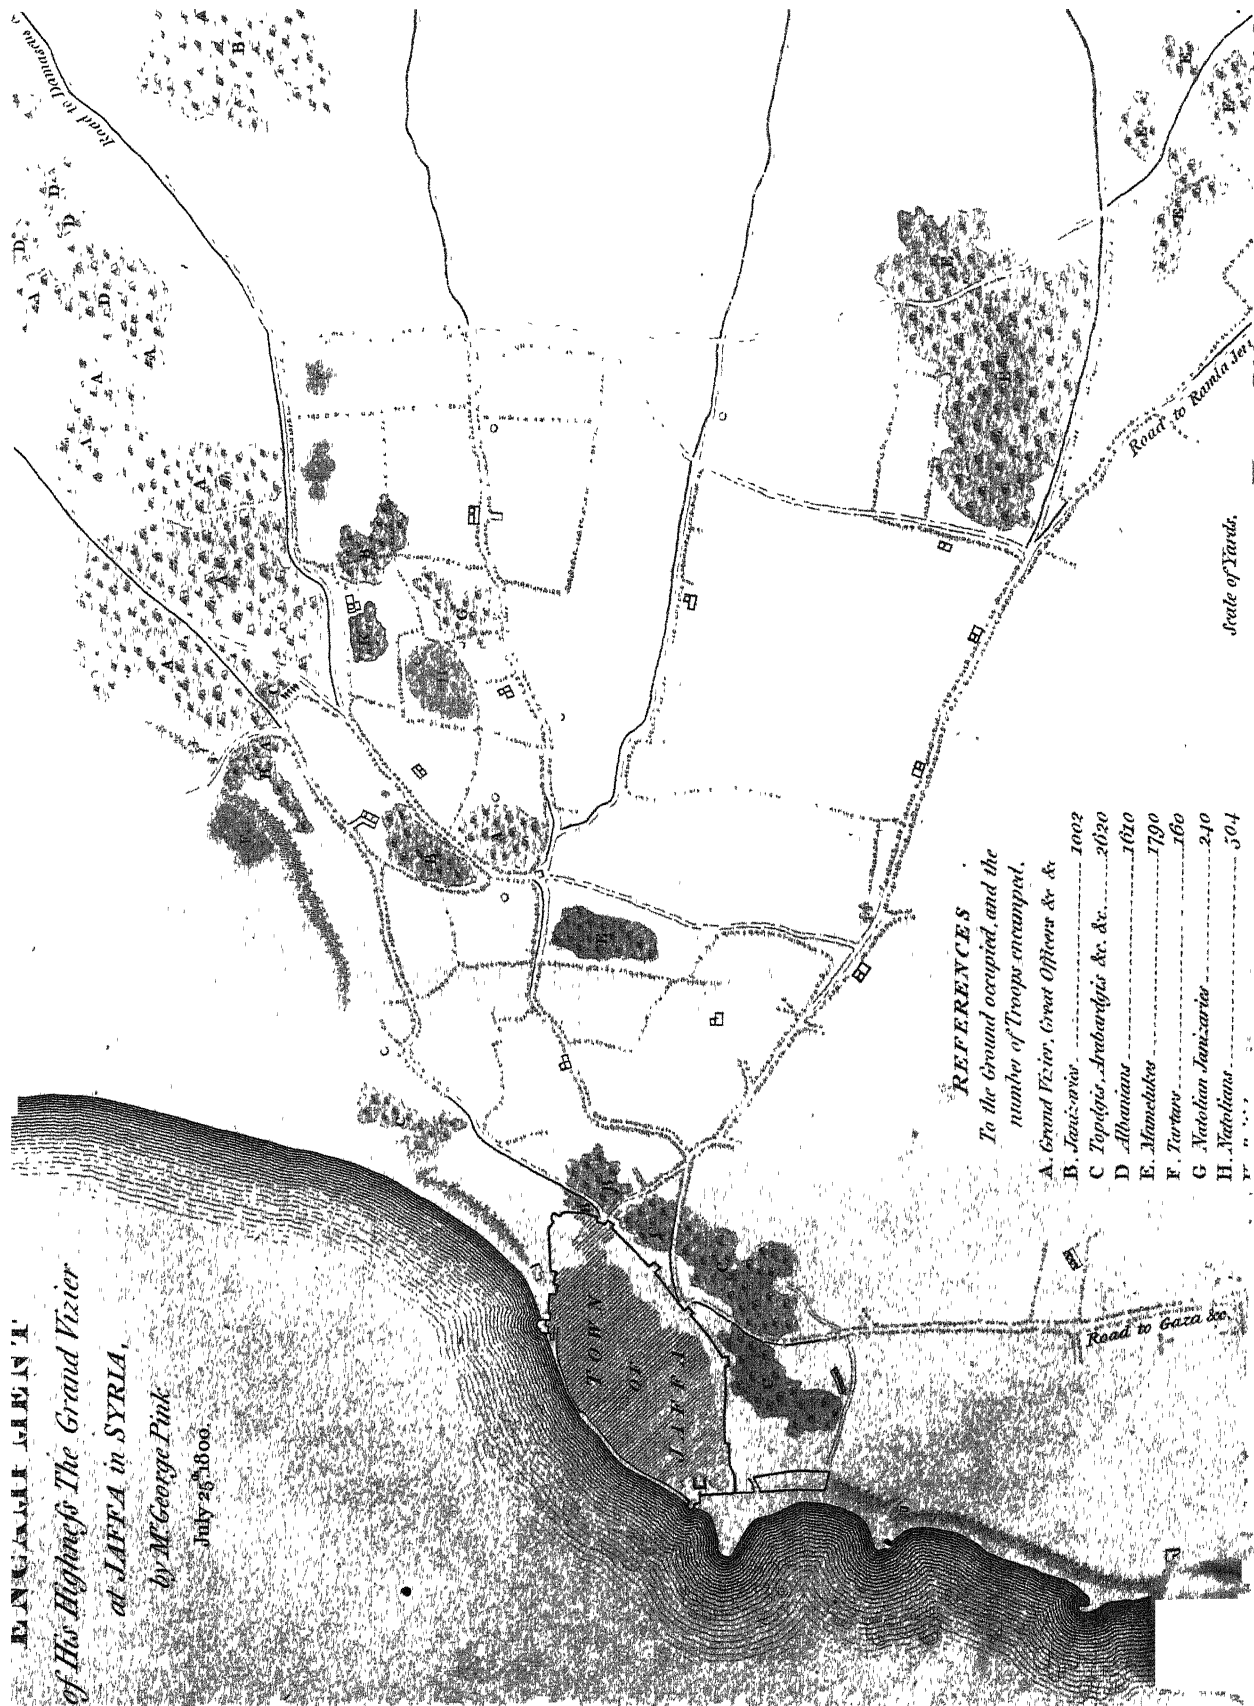 ENCAMPMENT
of His Highneſs The Grand Vizier
at JAFFA in SYRIA,
by Mr. George Pink
July 25th 1800.
Road to Damascus
Road to Ramla
Road to Gaza &c.
TOWN
OF
JAFFA
Scale of Yards.
REFERENCES
To the Ground occupied, and the
number of Troops encamped.
A. Grand Vizier, Great Officers &c &c
B. Janizaries 1002
C Topdgis, Arabardgis &c. &c. 2620
D Albanians 1610
E. Mamelukes 1790
F. Tartars 160
G Natolian Janizaries 240
H. Natolians 504
B
D
D
D
D
A
A
A
A
A
A
A
E
E
E
E
E
G
C
C
C